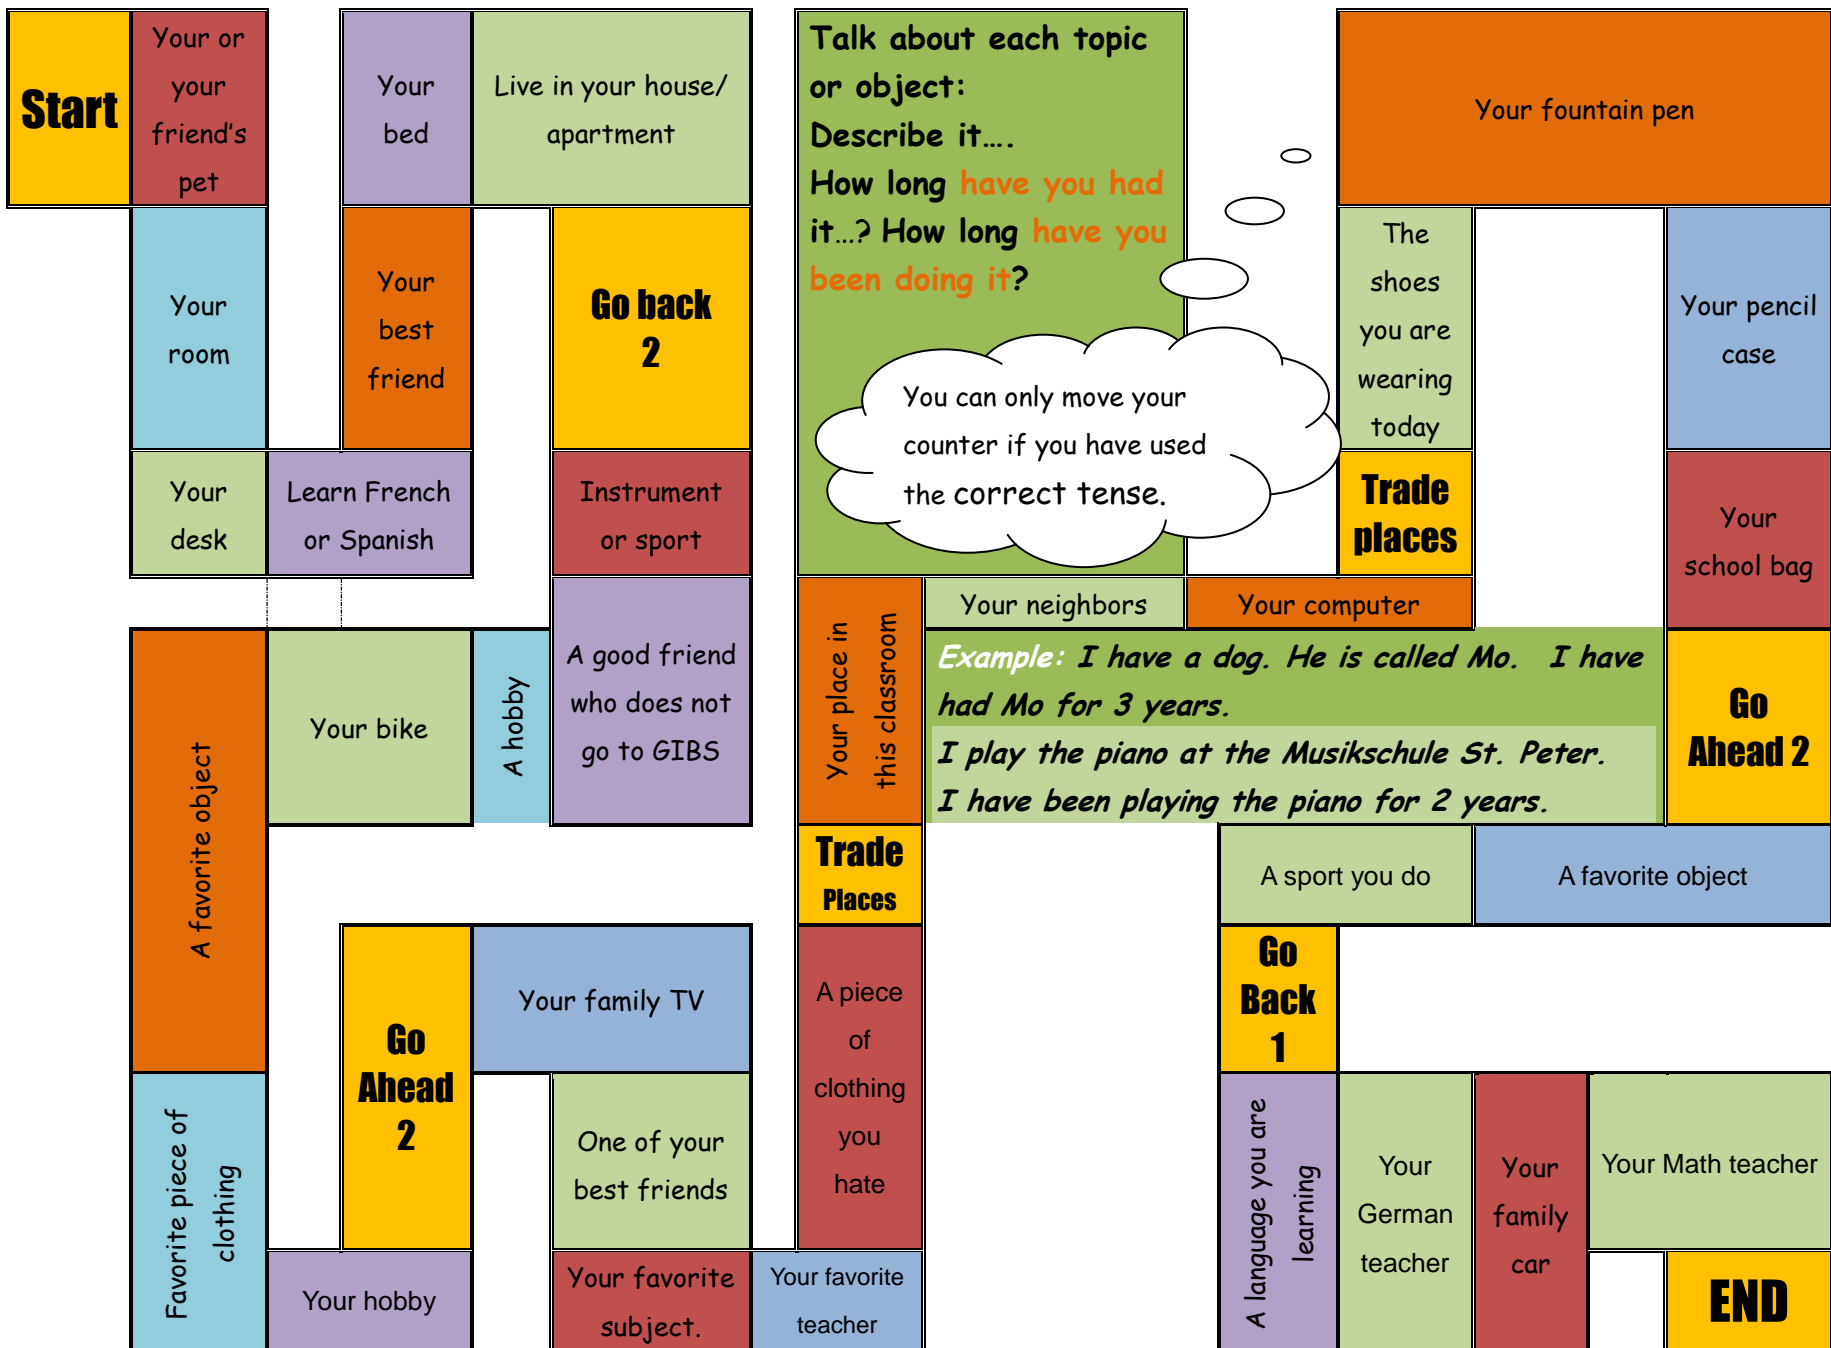 Start
Your or
your
friend's
pet
Your
room
Your
desk
Learn French
or Spanish
Your
best
friend
Your
bed
Live in your house/
apartment
Go back
2
Instrument
or sport
A good friend
who does not
go to GIBS
A hobby
Your bike
A favorite object
Favorite piece of
clothing
Your hobby
Go
Ahead
2
Your family TV
One of your
best friends
Your favorite
subject.
Your favorite
teacher
A piece
of
clothing
you
hate
Trade
Places
Your place in
this classroom
Your neighbors
Your computer
Trade
places
The
shoes
you are
wearing
today
Your fountain pen
Your pencil
case
Your
school bag
Go
Ahead 2
A favorite object
A sport you do
Go
Back
1
A language you are
learning
Your
German
teacher
Your
family
car
Your Math teacher
END
Talk about each topic
or object:
Describe it….
How long have you had
it…? How long have you
been doing it?
You can only move your
counter if you have used
the correct tense.
Example: I have a dog. He is called Mo. I have
had Mo for 3 years.
I play the piano at the Musikschule St. Peter.
I have been playing the piano for 2 years.